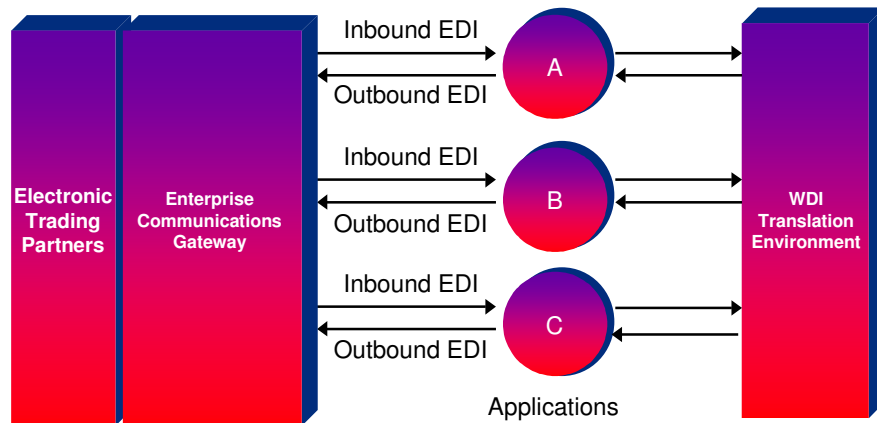 Electronic
Trading
Partners
Enterprise
Communications
Gateway
Inbound EDI
Outbound EDI
A
Inbound EDI
Outbound EDI
B
Inbound EDI
Outbound EDI
C
Applications
WDI
Translation
Environment